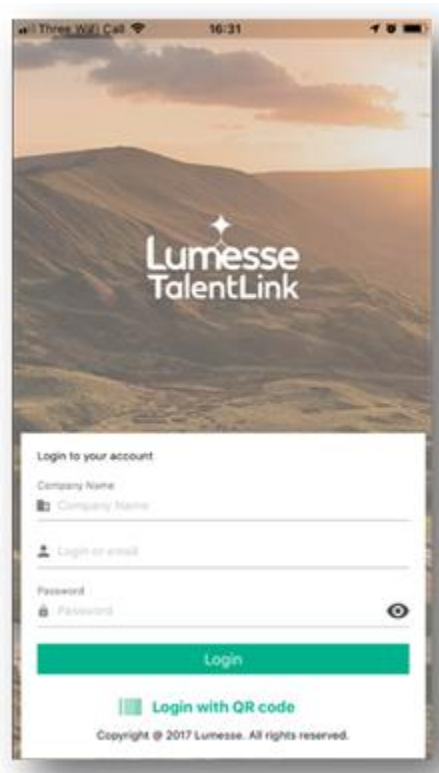 Three WiFi Call 16:31
Lumesse
TalentLink
Login to your account
Company Name
Company Name
Login or email
Password
Password
Login
Login with QR code
Copyright @ 2017 Lumesse. All rights reserved.